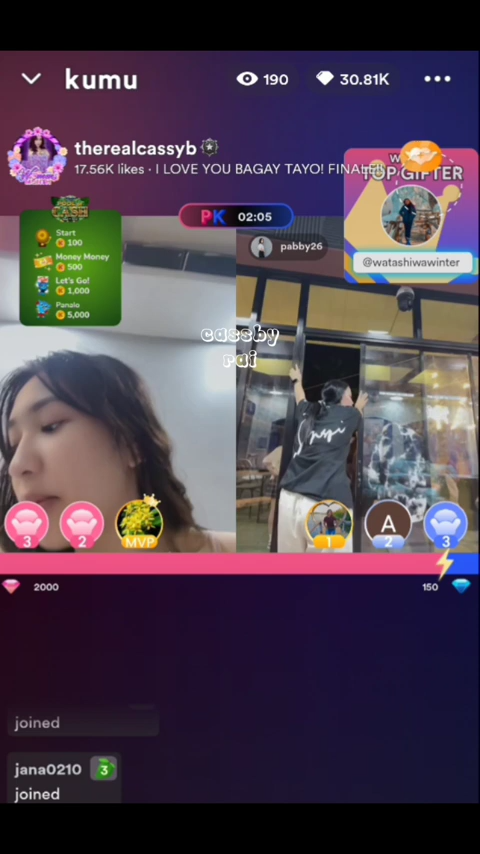 kumu
190
30.81K
therealcassyb
17.56K likes · I LOVE YOU BAGAY TAYO! FINALE!!
TOP GIFTER
@watashiwawinter
PK 02:05
Start
100
Money Money
500
Let's Go!
1,000
Panalo
5,000
pabby26
cassby
rai
3
2
MVP
1
A
2
3
2000
150
joined
jana0210 3
joined